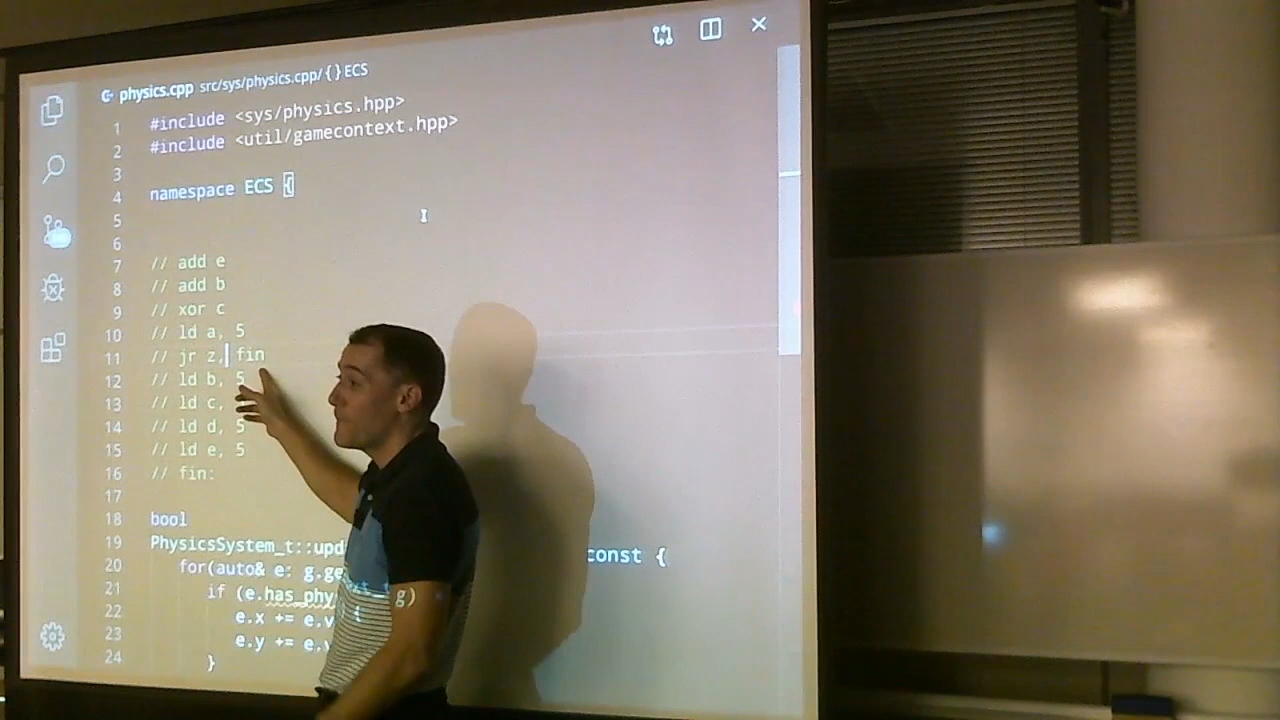 physics.cpp src/sys/physics.cpp/{}ECS
1 #include <sys/physics.hpp>
2 #include <util/gamecontext.hpp>
3
4 namespace ECS {
5
6
7 // add e
8 // add b
9 // xor c
10 // ld a, 5
11 // jr z, fin
12 // ld b, 5
13 // ld c,
14 // ld d, 5
15 // ld e, 5
16 // fin:
17
18 bool
19 PhysicsSystem_t::upd const {
20 for(auto& e: g.ge
21 if (e.has_phy g)
22 e.x += e.v
23 e.y += e.v
24 }